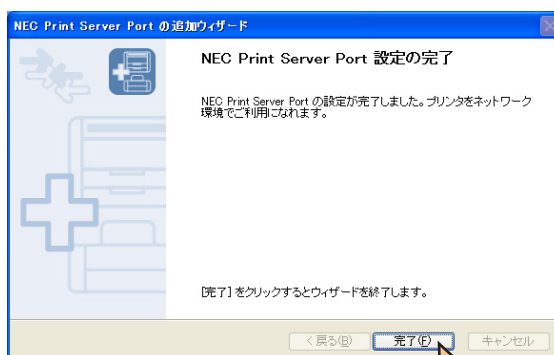 NEC Print Server Port の追加ウィザード
NEC Print Server Port 設定の完了
NEC Print Server Port の設定が完了しました。プリンタをネットワーク
環境でご利用になれます。
[完了] をクリックするとウィザードを終了します。
< 戻る(B)
完了(F)
キャンセル